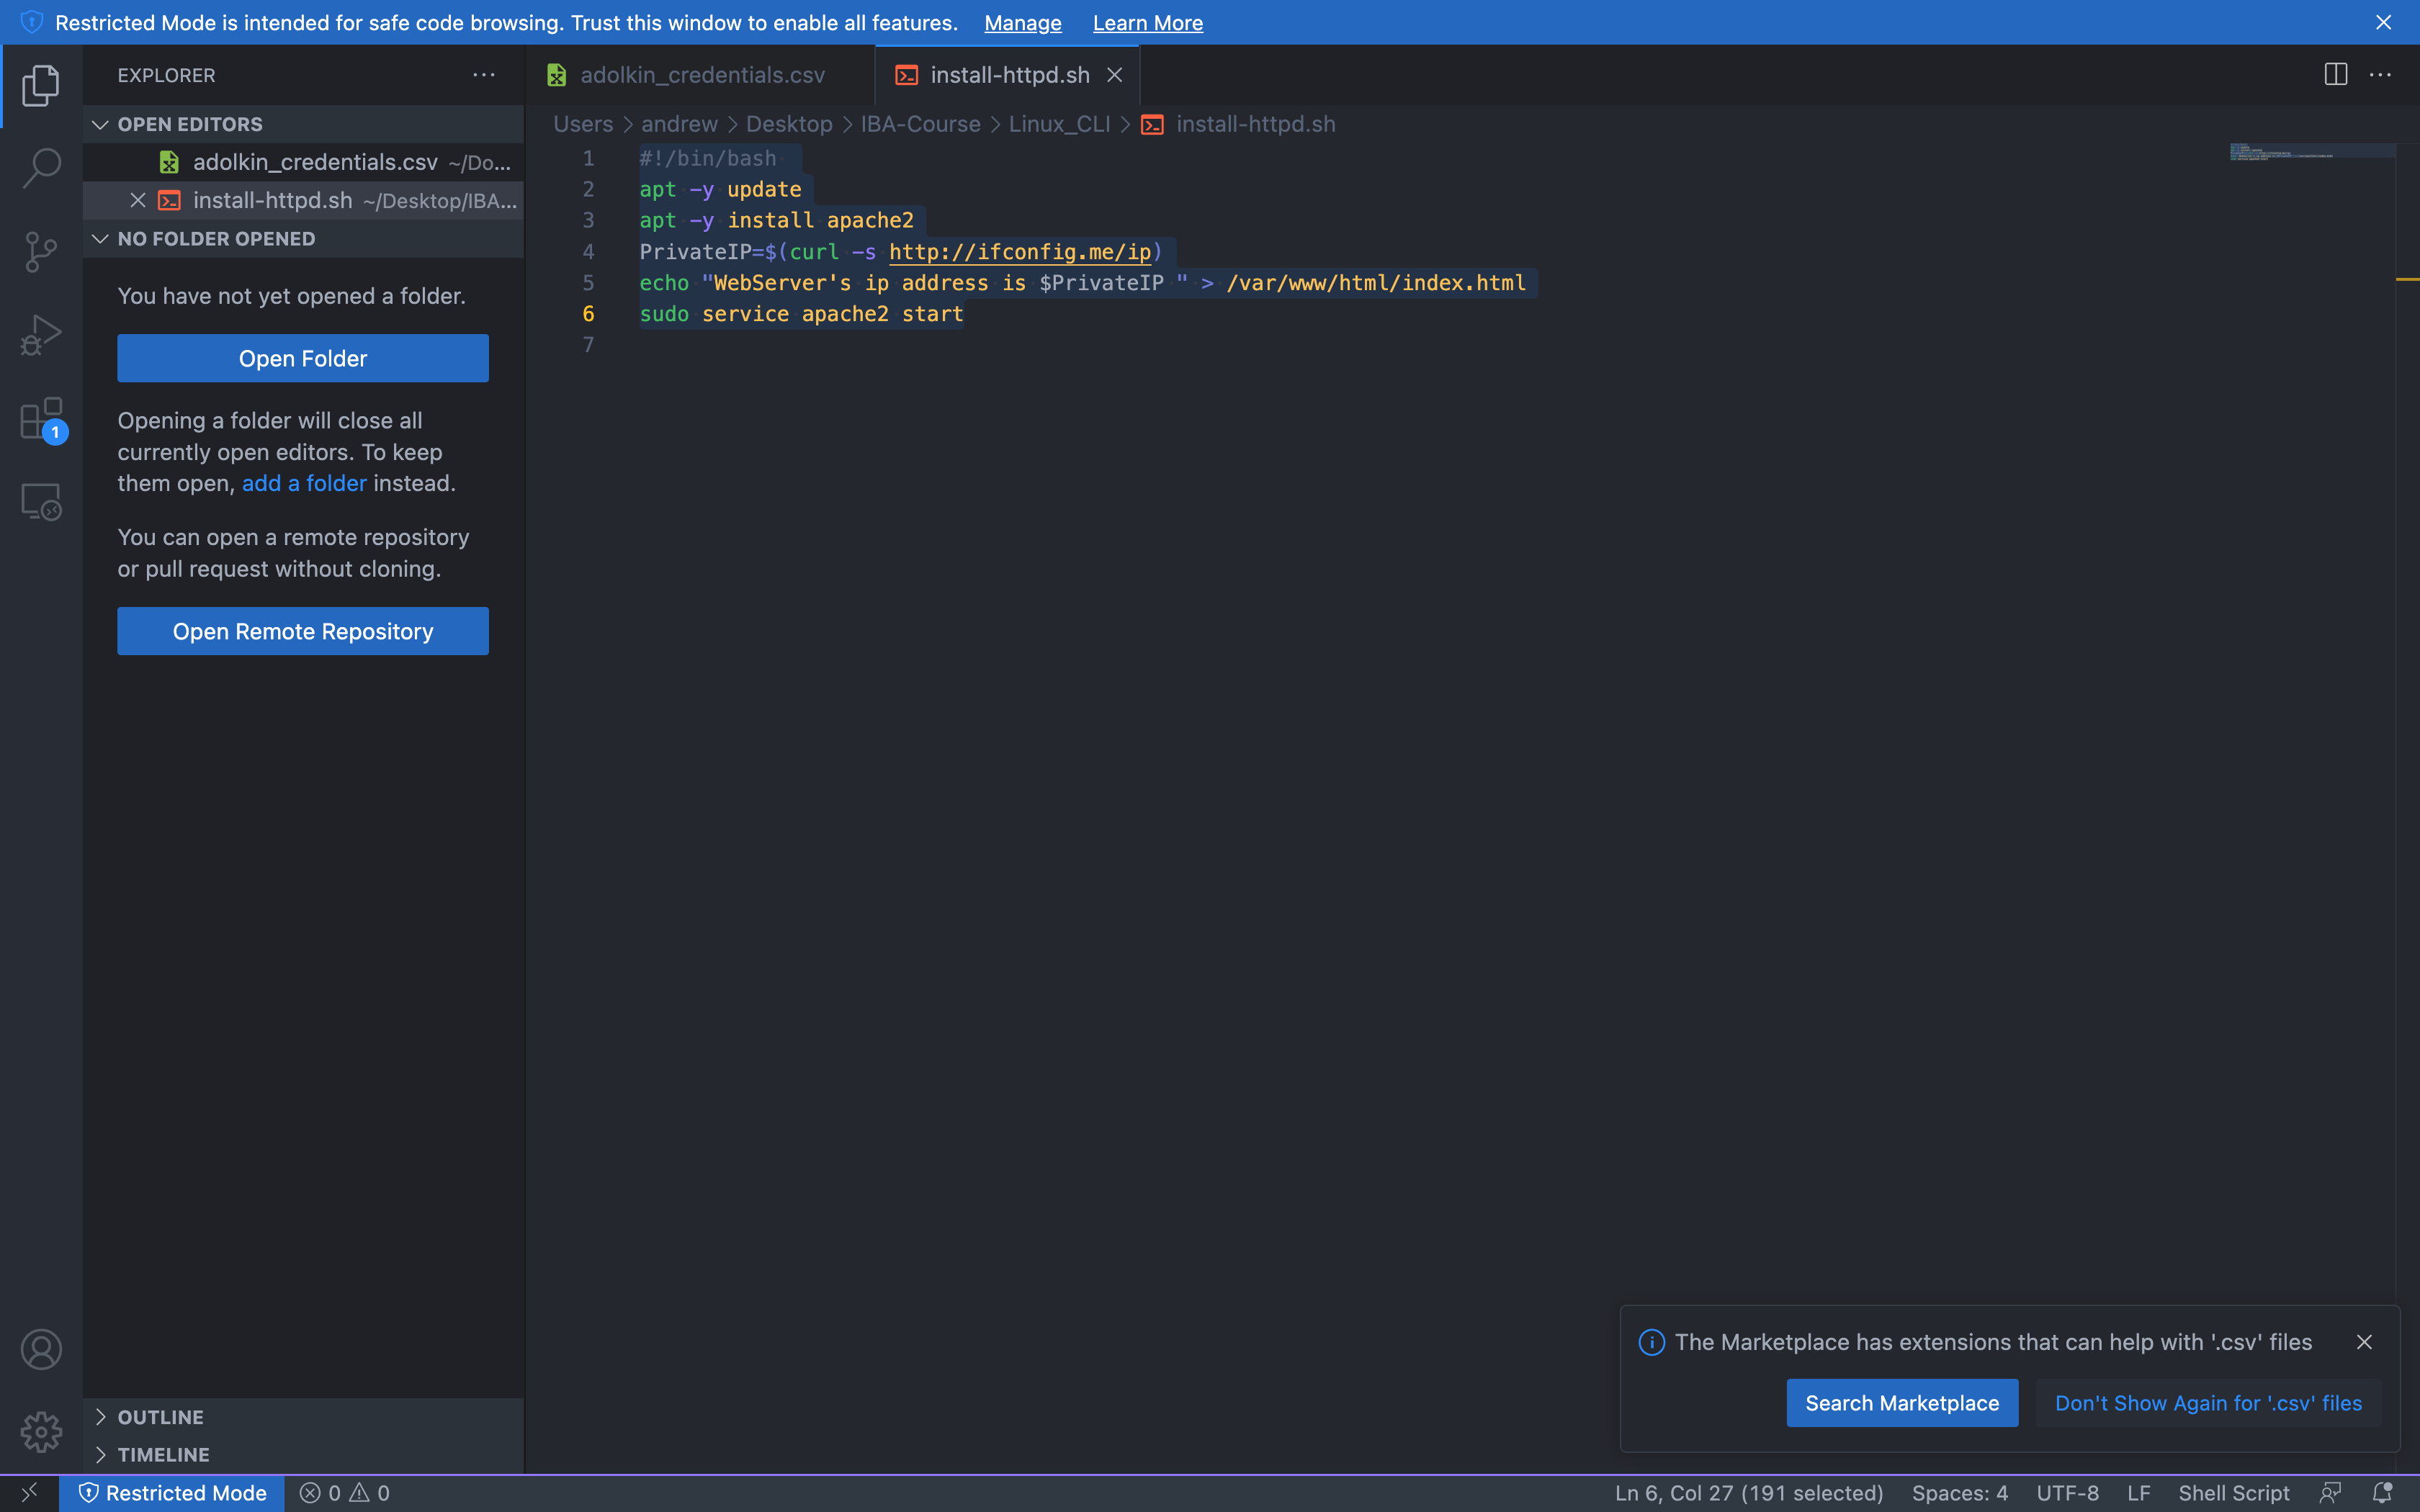 Restricted Mode is intended for safe code browsing. Trust this window to enable all features. Manage Learn More
EXPLORER
OPEN EDITORS
adolkin_credentials.csv ~/Do...
install-httpd.sh ~/Desktop/IBA...
NO FOLDER OPENED
You have not yet opened a folder.
Open Folder
Opening a folder will close all
currently open editors. To keep
them open, add a folder instead.
You can open a remote repository
or pull request without cloning.
Open Remote Repository
OUTLINE
TIMELINE
1
adolkin_credentials.csv
install-httpd.sh
Users > andrew > Desktop > IBA-Course > Linux_CLI > install-httpd.sh
1 #!/bin/bash
2 apt -y update
3 apt -y install apache2
4 PrivateIP=$(curl -s http://ifconfig.me/ip)
5 echo "WebServer's ip address is $PrivateIP " > /var/www/html/index.html
6 sudo service apache2 start
7
The Marketplace has extensions that can help with '.csv' files
Search Marketplace Don't Show Again for '.csv' files
Restricted Mode 0 0 Ln 6, Col 27 (191 selected) Spaces: 4 UTF-8 LF Shell Script